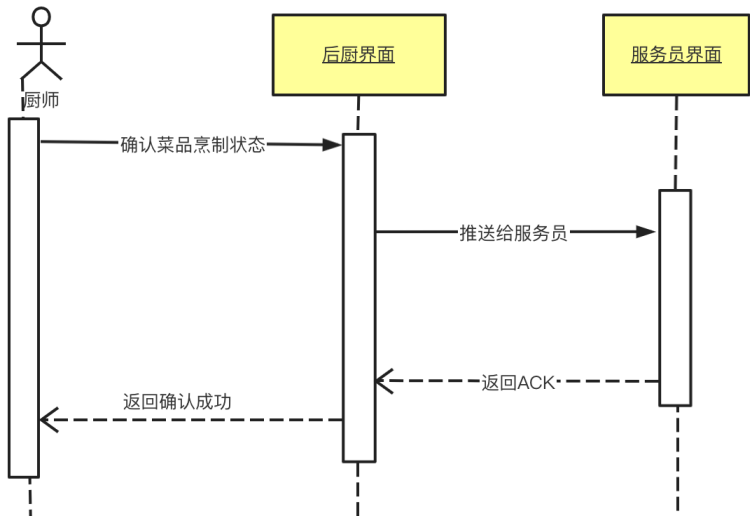 后厨界面
服务员界面
厨师
确认菜品烹制状态
推送给服务员
返回ACK
返回确认成功